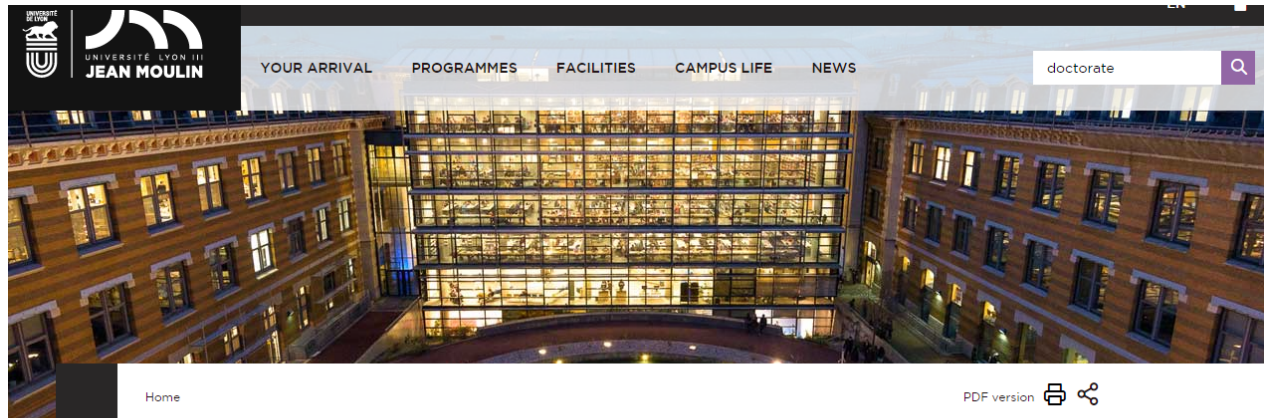 EN
UNIVERSITÉ
DE LYON
UNIVERSITÉ LYON III
JEAN MOULIN
YOUR ARRIVAL PROGRAMMES FACILITIES CAMPUS LIFE NEWS
doctorate
Home
PDF version